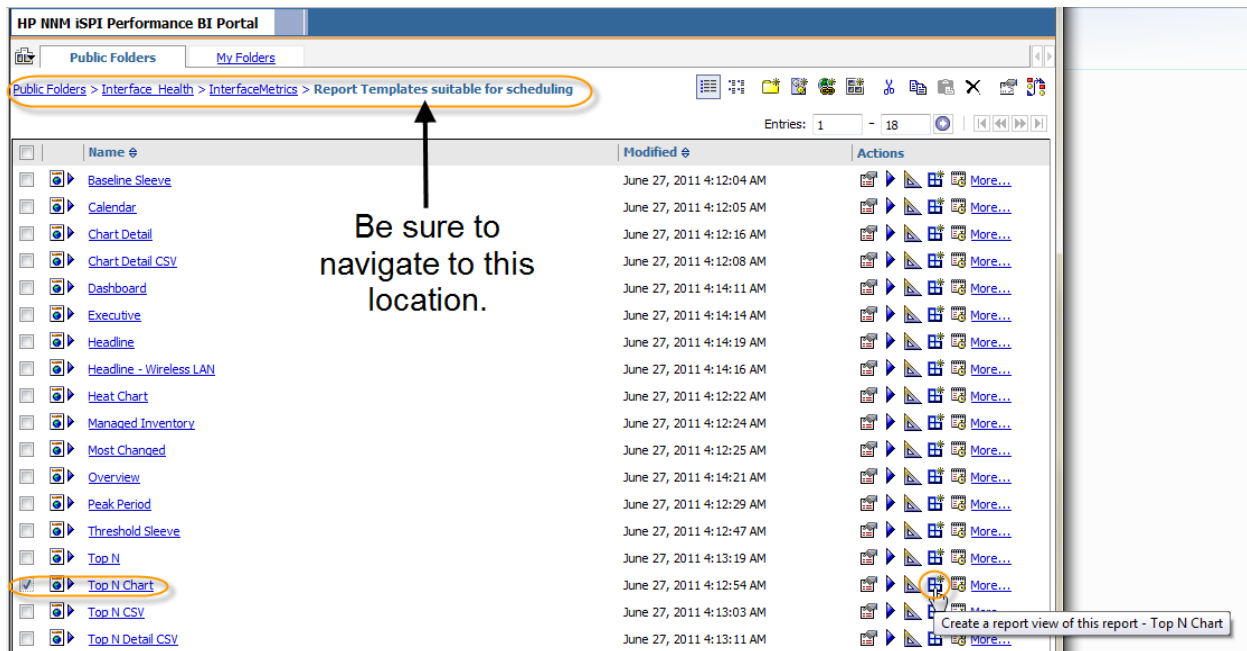 HP NNM iSPI Performance BI Portal
Public Folders My Folders
Public Folders > Interface_Health > InterfaceMetrics > Report Templates suitable for scheduling
Entries: 1 - 18
Name Modified Actions
Baseline Sleeve June 27, 2011 4:12:04 AM More...
Calendar June 27, 2011 4:12:05 AM More...
Chart Detail June 27, 2011 4:12:16 AM More...
Chart Detail CSV June 27, 2011 4:12:08 AM More...
Dashboard June 27, 2011 4:14:11 AM More...
Executive June 27, 2011 4:14:14 AM More...
Headline June 27, 2011 4:14:19 AM More...
Headline - Wireless LAN June 27, 2011 4:14:16 AM More...
Heat Chart June 27, 2011 4:12:22 AM More...
Managed Inventory June 27, 2011 4:12:24 AM More...
Most Changed June 27, 2011 4:12:25 AM More...
Overview June 27, 2011 4:14:21 AM More...
Peak Period June 27, 2011 4:12:29 AM More...
Threshold Sleeve June 27, 2011 4:12:47 AM More...
Top N June 27, 2011 4:13:19 AM More...
Top N Chart June 27, 2011 4:12:54 AM More...
Top N CSV June 27, 2011 4:13:03 AM More...
Top N Detail CSV June 27, 2011 4:13:11 AM More...
Be sure to
navigate to this
location.
Create a report view of this report - Top N Chart